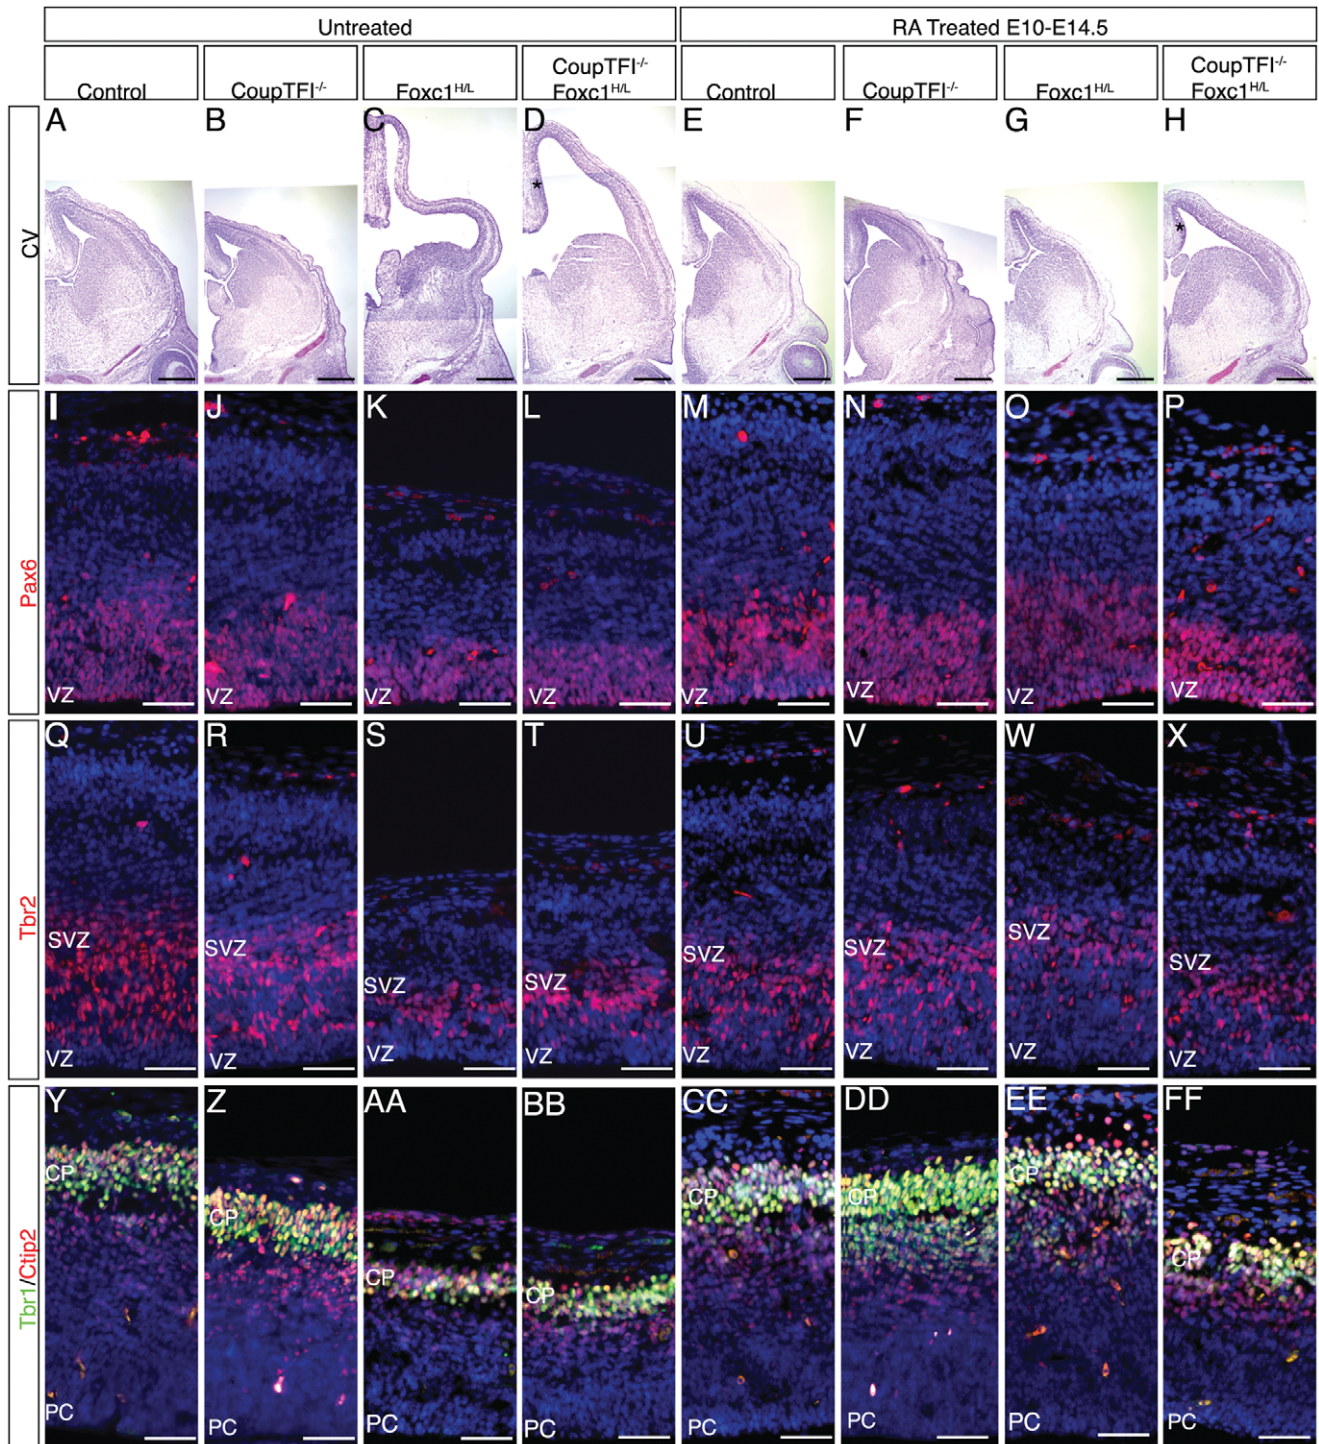 Untreated
RA Treated E10-E14.5
Control
CoupTFI-/-
Foxc1H/L
CoupTFI-/-
Foxc1H/L
Control
CoupTFI-/-
Foxc1H/L
CoupTFI-/-
Foxc1H/L
CV
A
B
C
D
E
F
G
H
*
*
Pax6
I
J
K
L
M
N
O
P
VZ
VZ
VZ
VZ
VZ
VZ
VZ
VZ
Tbr2
Q
R
S
T
U
V
W
X
SVZ
SVZ
SVZ
SVZ
SVZ
SVZ
SVZ
SVZ
VZ
VZ
VZ
VZ
VZ
VZ
VZ
VZ
Tbr1/Ctip2
Y
Z
AA
BB
CC
DD
EE
FF
CP
CP
CP
CP
CP
CP
CP
CP
PC
PC
PC
PC
PC
PC
PC
PC